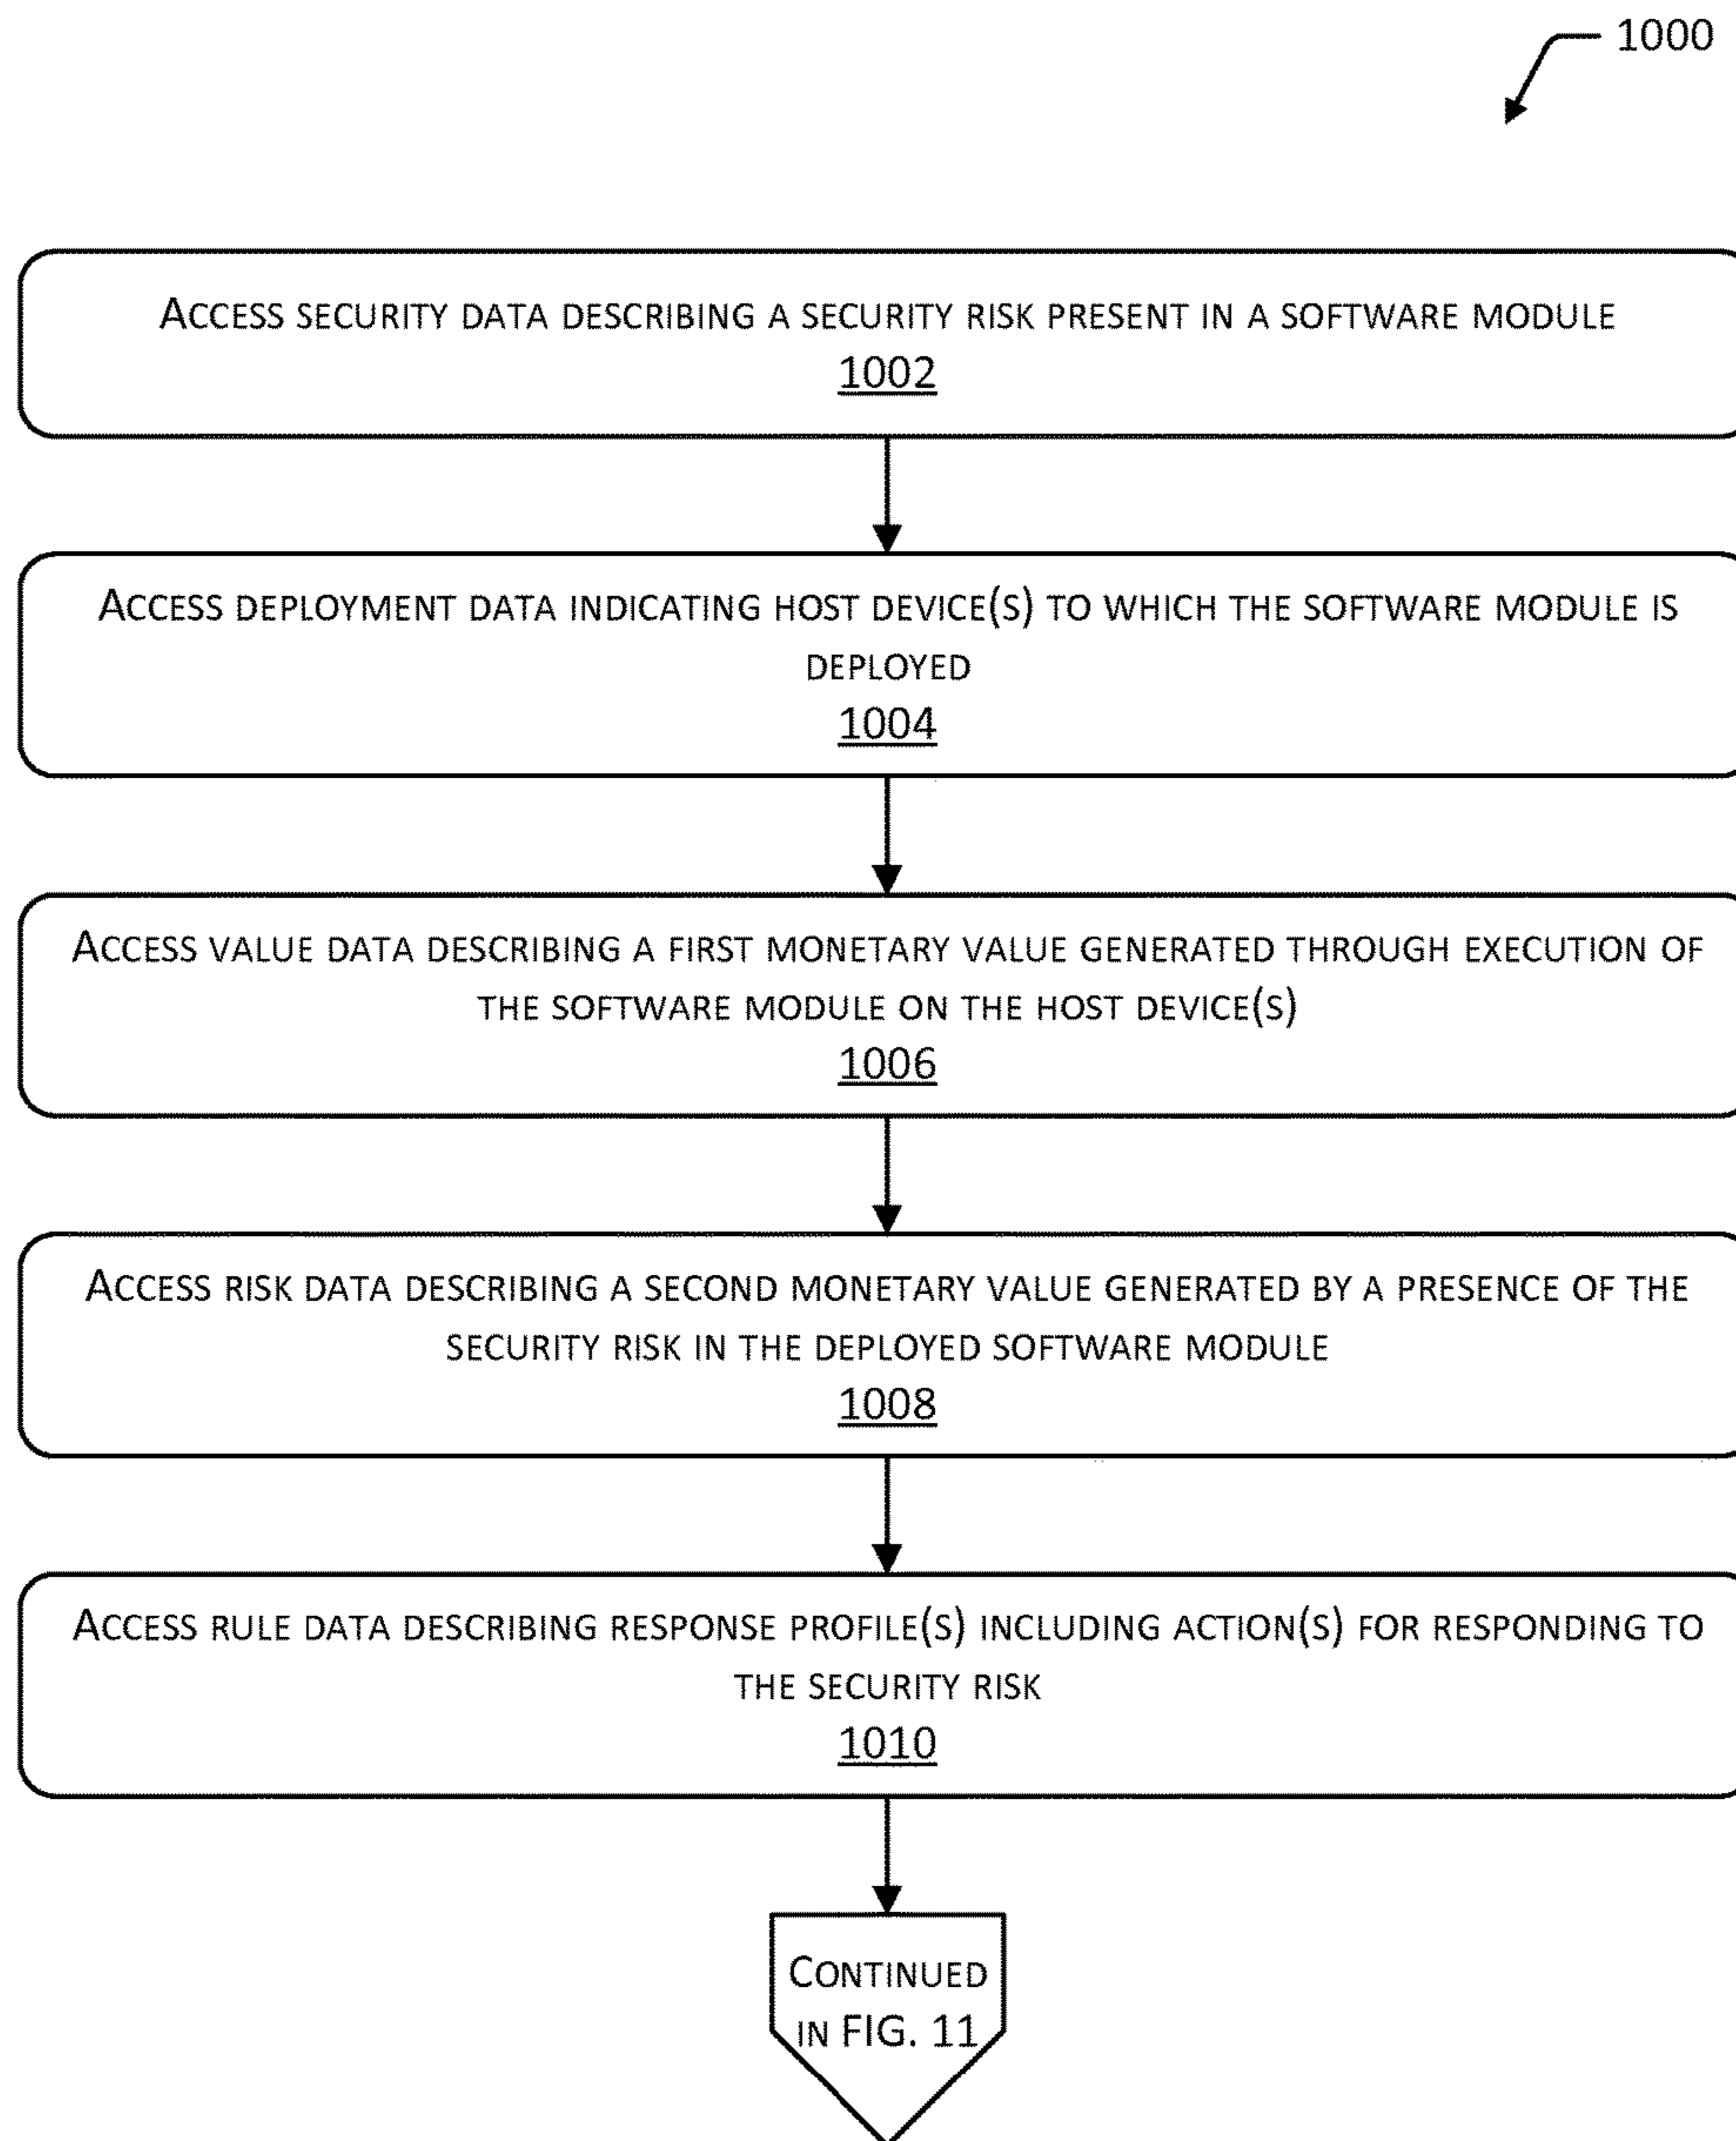 1000
ACCESS SECURITY DATA DESCRIBING A SECURITY RISK PRESENT IN A SOFTWARE MODULE
1002
ACCESS DEPLOYMENT DATA INDICATING HOST DEVICE(S) TO WHICH THE SOFTWARE MODULE IS
DEPLOYED
1004
ACCESS VALUE DATA DESCRIBING A FIRST MONETARY VALUE GENERATED THROUGH EXECUTION OF
THE SOFTWARE MODULE ON THE HOST DEVICE(S)
1006
ACCESS RISK DATA DESCRIBING A SECOND MONETARY VALUE GENERATED BY A PRESENCE OF THE
SECURITY RISK IN THE DEPLOYED SOFTWARE MODULE
1008
ACCESS RULE DATA DESCRIBING RESPONSE PROFILE(S) INCLUDING ACTION(S) FOR RESPONDING TO
THE SECURITY RISK
1010
CONTINUED
IN FIG. 11